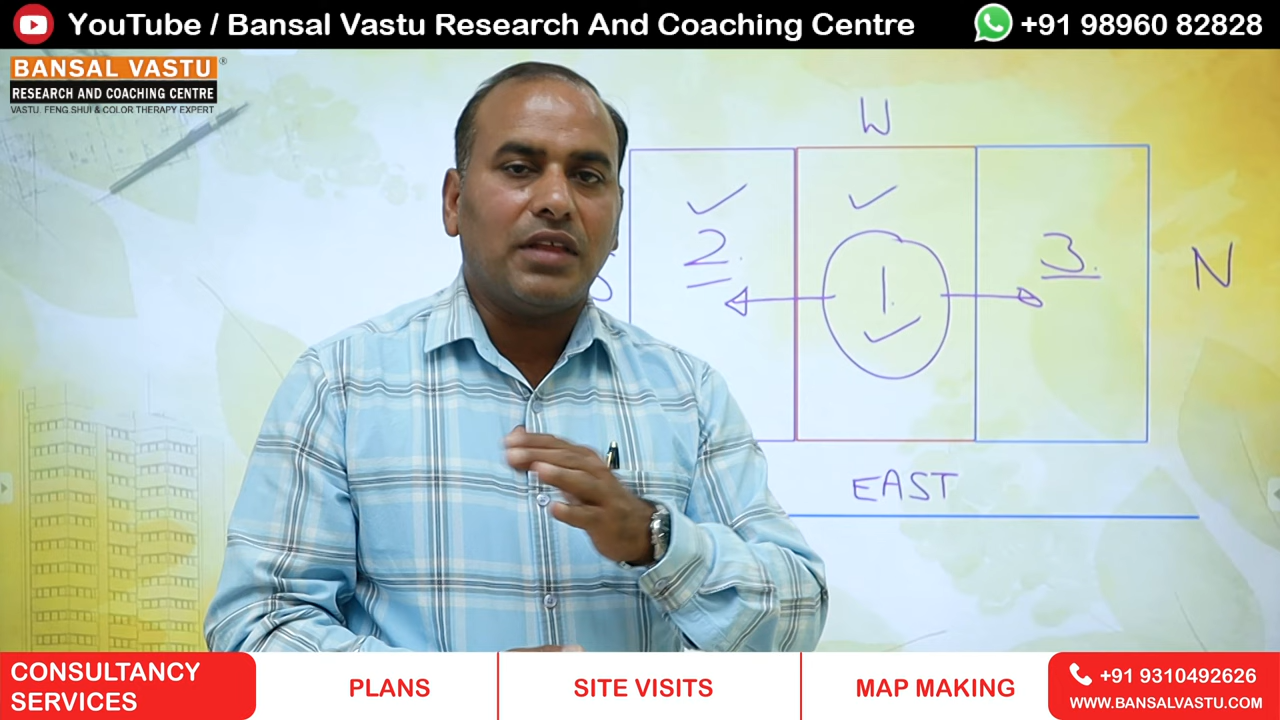 YouTube / Bansal Vastu Research And Coaching Centre
+91 98960 82828
BANSAL VASTU®
RESEARCH AND COACHING CENTRE
VASTU, FENG SHUI & COLOR THERAPY EXPERT
W
2.
1.
3.
S
N
EAST
CONSULTANCY
SERVICES
PLANS
SITE VISITS
MAP MAKING
+91 9310492626
WWW.BANSALVASTU.COM